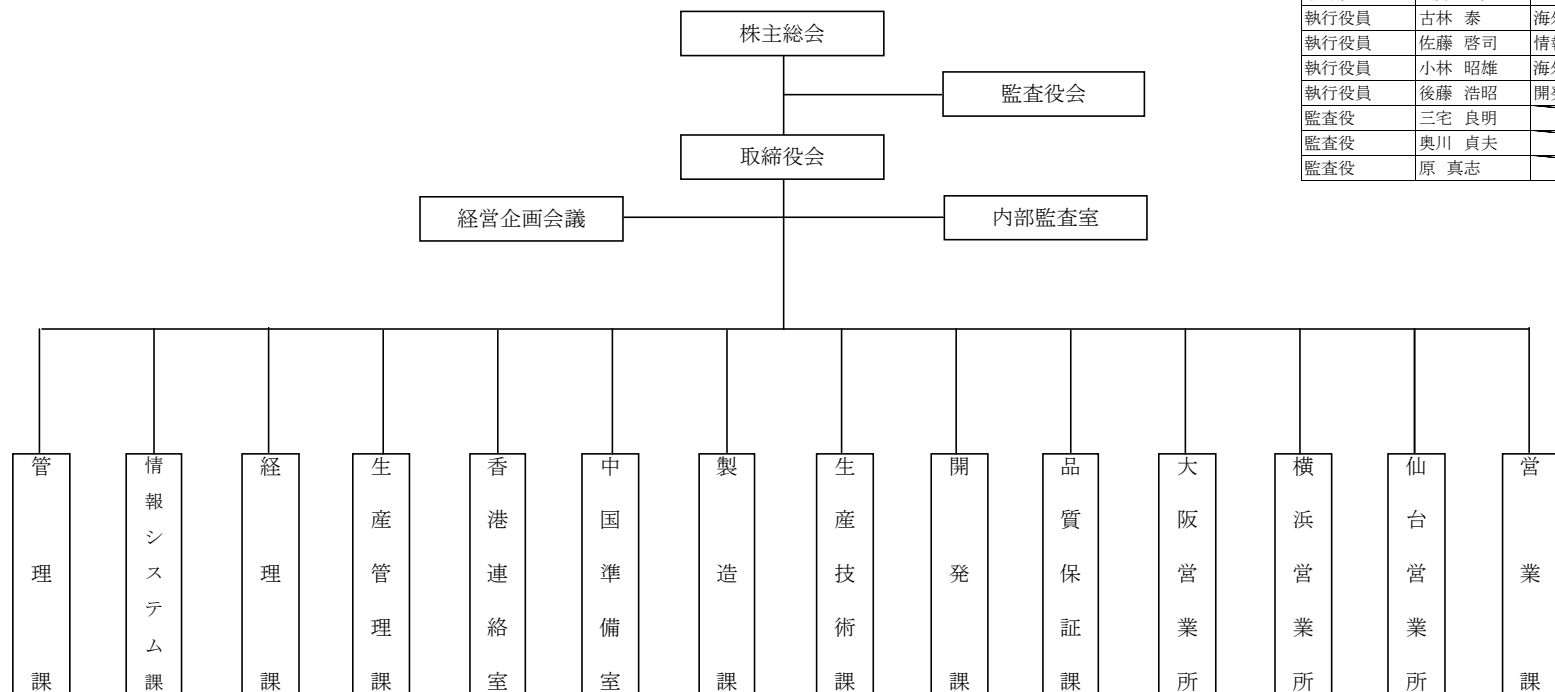 株主総会
監査役会
取締役会
経営企画会議
内部監査室
執行役員 古林 泰
執行役員 佐藤 啓司
執行役員 小林 昭雄
執行役員 後藤 浩昭
監査役 三宅 良明
監査役 奥川 貞夫
監査役 原 真志
管理課
情報システム課
経理課
生産管理課
香港連絡室
中国準備室
製造課
生産技術課
開発課
品質保証課
大阪営業所
横浜営業所
仙台営業所
営業課